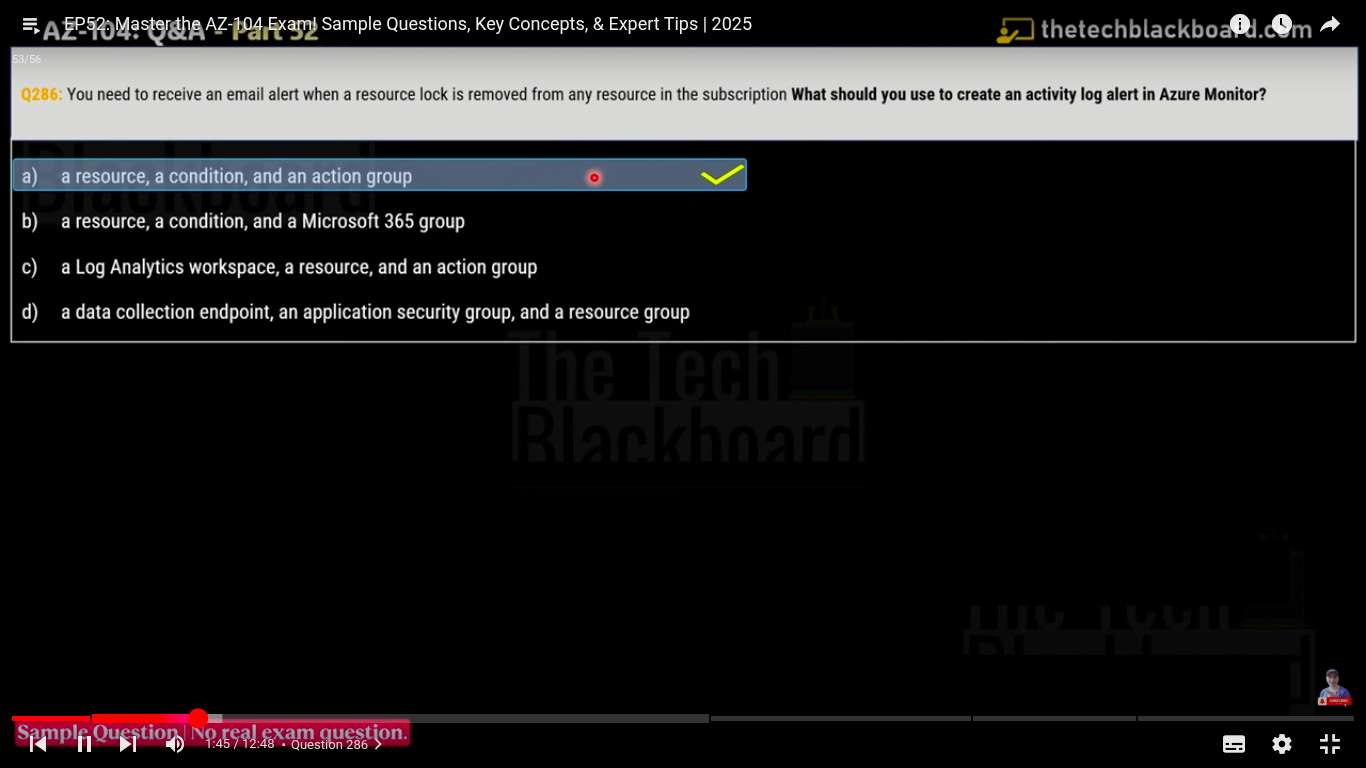 EP52: Master the AZ-104 Exam! Sample Questions, Key Concepts, & Expert Tips | 2025
AZ-104: Q&A - Part 52
thetechblackboard.com
53/56
Q286: You need to receive an email alert when a resource lock is removed from any resource in the subscription What should you use to create an activity log alert in Azure Monitor?
a) a resource, a condition, and an action group
b) a resource, a condition, and a Microsoft 365 group
c) a Log Analytics workspace, a resource, and an action group
d) a data collection endpoint, an application security group, and a resource group
The Tech
Blackboard
Sample Question | No real exam question.
1:45 / 12:48 • Question 286